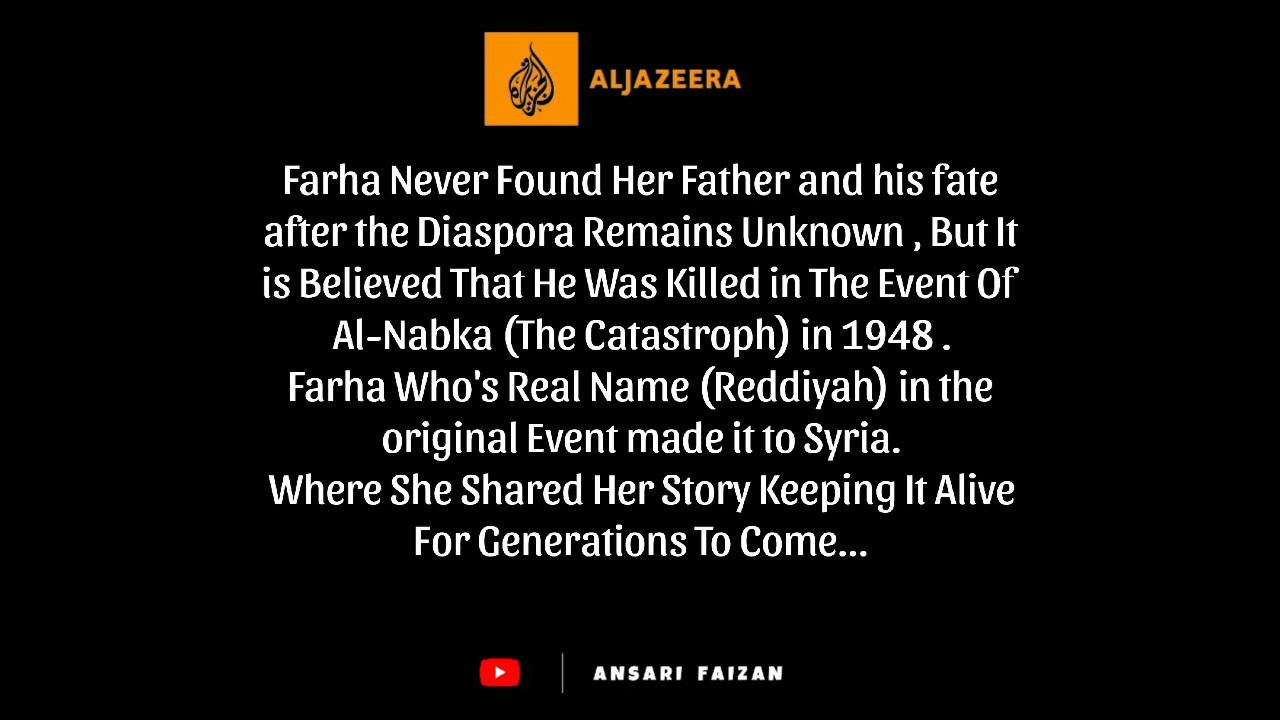 ALJAZEERA
Farha Never Found Her Father and his fate
after the Diaspora Remains Unknown , But It
is Believed That He Was Killed in The Event Of
Al-Nabka (The Catastroph) in 1948 .
Farha Who's Real Name (Reddiyah) in the
original Event made it to Syria.
Where She Shared Her Story Keeping It Alive
For Generations To Come...
ANSARI FAIZAN